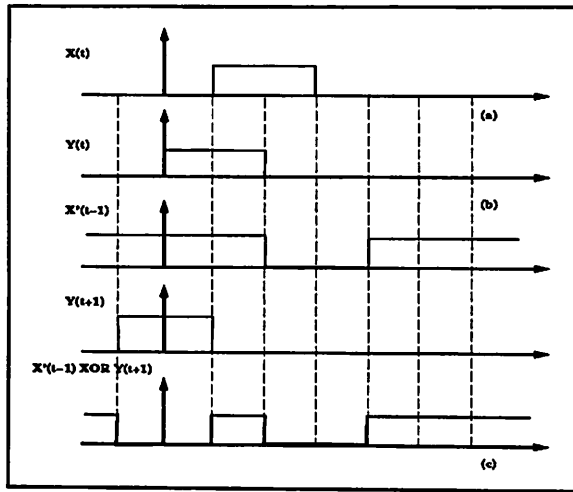 X(t)
(a)
Y(t)
(b)
X'(t-1)
Y(t+1)
X'(t-1) XOR Y(t+1)
(c)